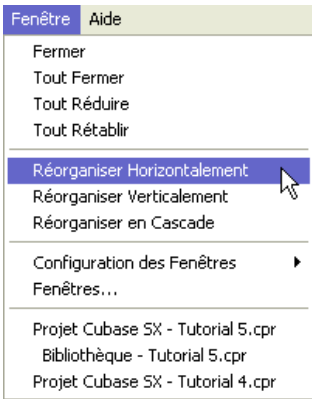 Fenêtre Aide
Fermer
Tout Fermer
Tout Réduire
Tout Rétablir
Réorganiser Horizontalement
Réorganiser Verticalement
Réorganiser en Cascade
Configuration des Fenêtres
Fenêtres...
Projet Cubase SX - Tutorial 5.cpr
Bibliothèque - Tutorial 5.cpr
Projet Cubase SX - Tutorial 4.cpr